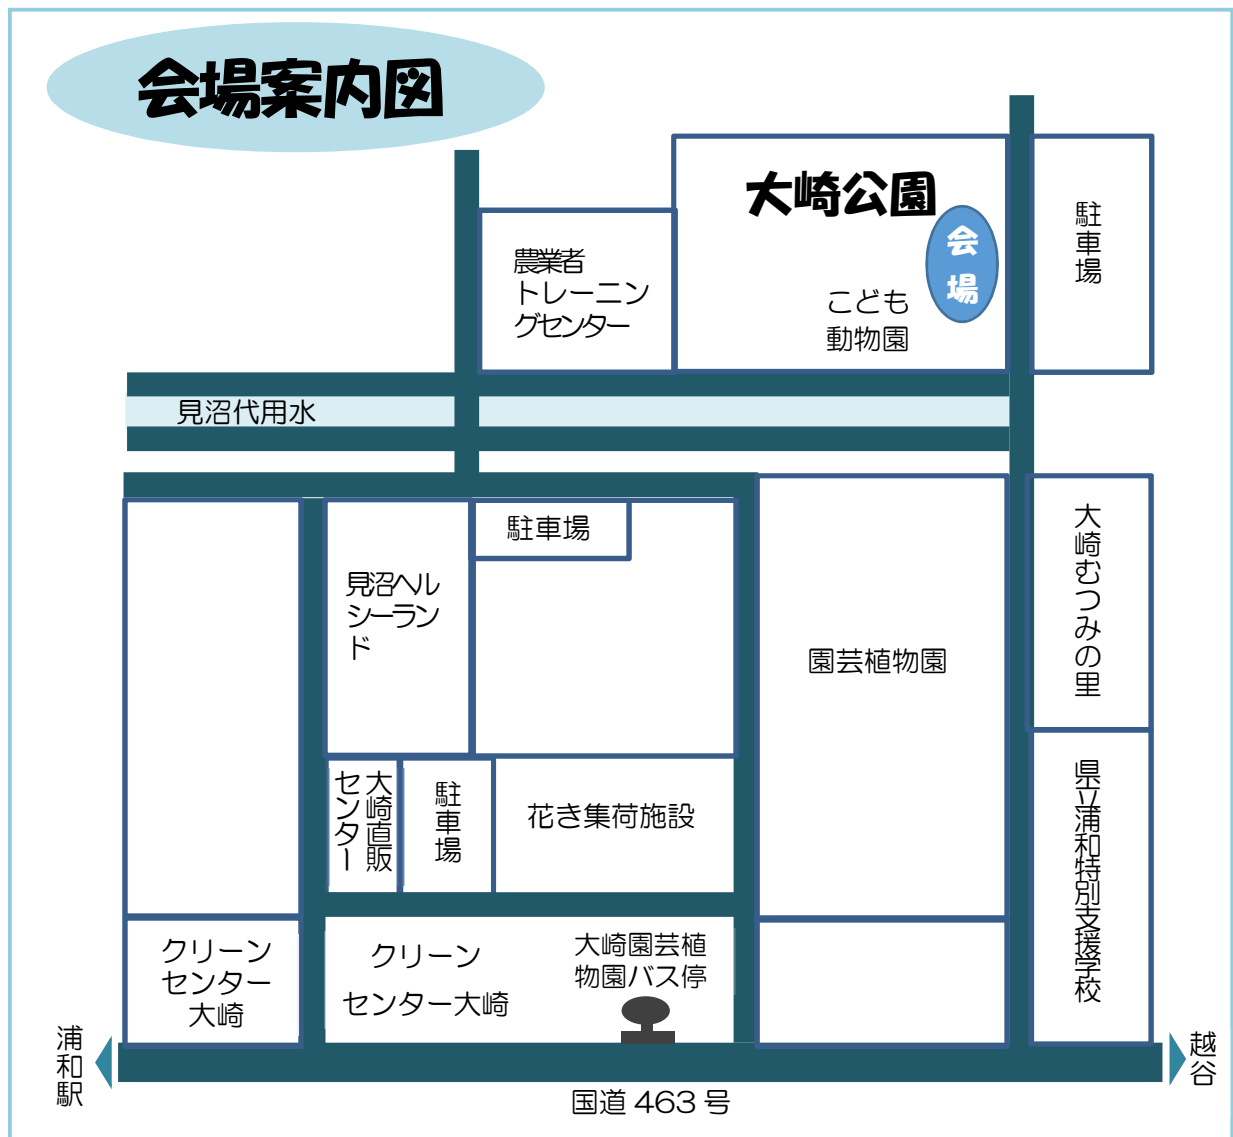 会場案内図
大崎公園
会
場
駐車場
農業者
トレーニン
グセンター
こども
動物園
見沼代用水
駐車場
見沼ヘル
シーラン
ド
園芸植物園
大崎むつみの里
大崎直販
センター
駐車場
花き集荷施設
県立浦和特別支援学校
クリーン
センター
大崎
クリーン
センター大崎
大崎園芸植
物園バス停
浦和駅
越谷
国道 463 号